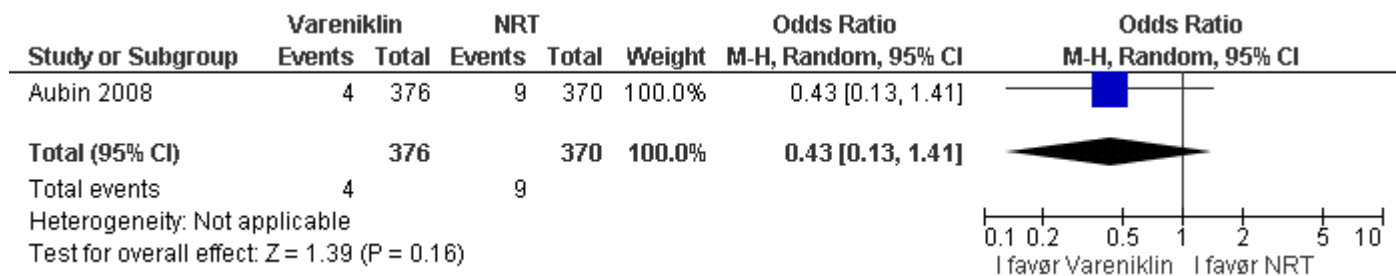 Vareniklin NRT Odds Ratio Odds Ratio
Study or Subgroup Events Total Events Total Weight M-H, Random, 95% CI M-H, Random, 95% CI
Aubin 2008 4 376 9 370 100.0% 0.43 [0.13, 1.41]
Total (95% CI) 376 370 100.0% 0.43 [0.13, 1.41]
Total events 4 9
Heterogeneity: Not applicable
Test for overall effect: Z = 1.39 (P = 0.16)
0.1 0.2 0.5 1 2 5 10
I favør Vareniklin I favør NRT